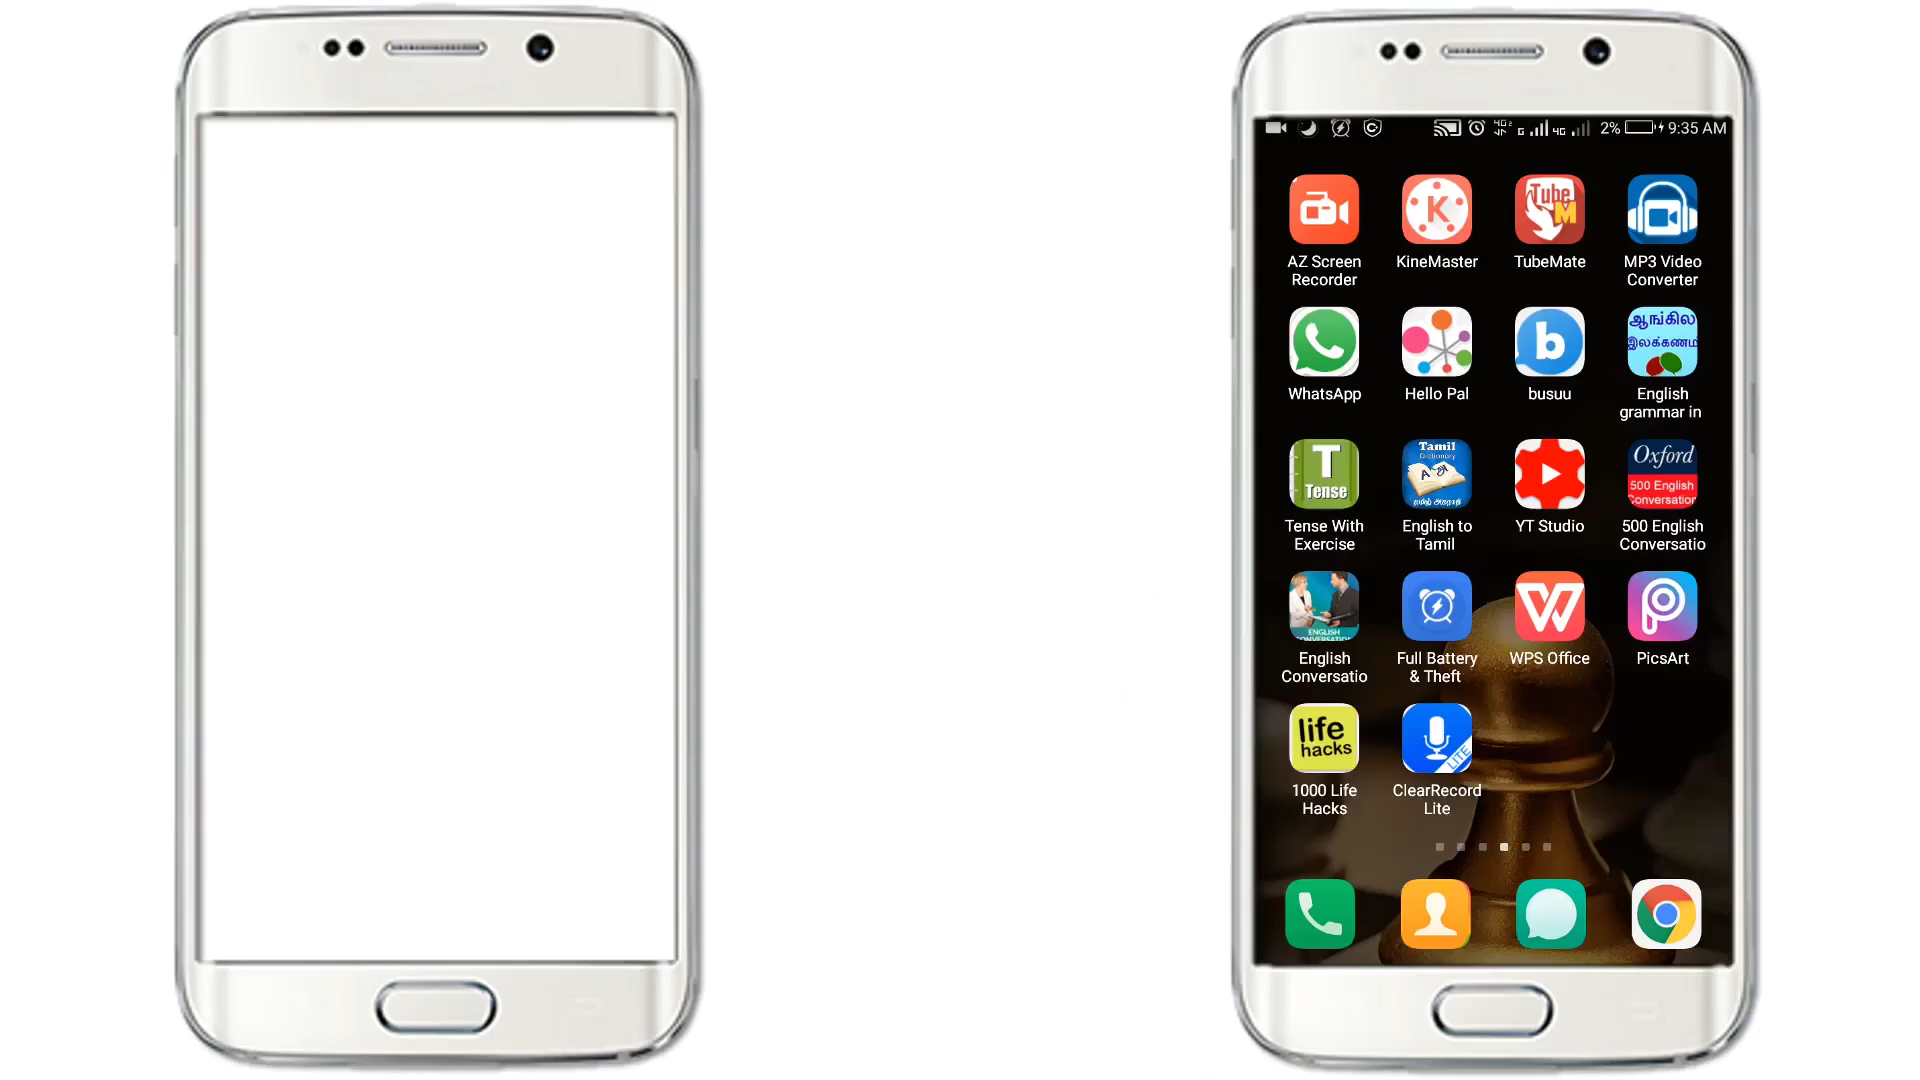 2% 9:35 AM
Tube
M
K
AZ Screen
Recorder
KineMaster
TubeMate
MP3 Video
Converter
b
ஆங்கில
இலக்கணம்
WhatsApp
Hello Pal
busuu
English
grammar in
T
Tense
Tamil
Dictionary
தமிழ் அகராதி
Oxford
500 English
Conversation
Tense With
Exercise
English to
Tamil
YT Studio
500 English
Conversatio
ENGLISH
CONVERSATION
W
P
English
Conversatio
Full Battery
& Theft
WPS Office
PicsArt
life
hacks
LITE
1000 Life
Hacks
ClearRecord
Lite